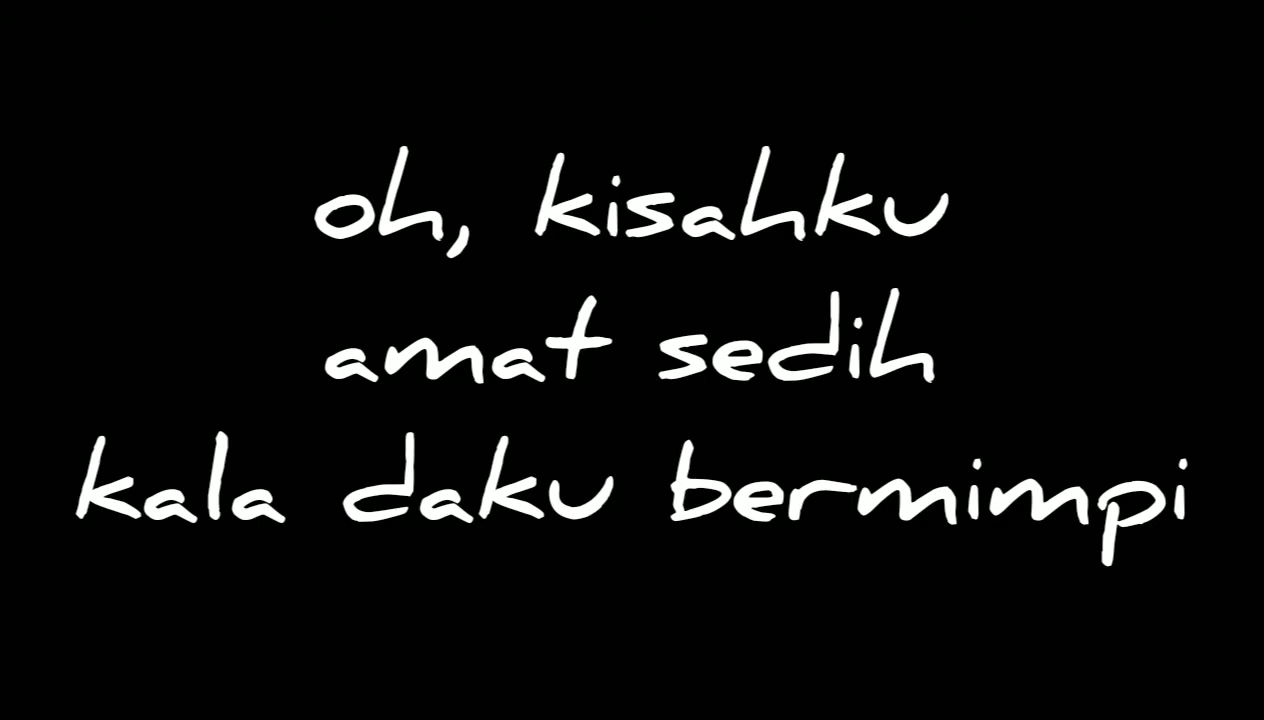 oh, kisahku
amat sedih
kala daku bermimpi